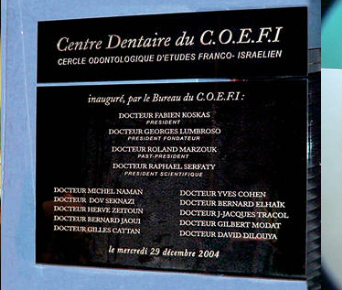 Centre Dentaire du C.O.E.F.I
CERCLE ODONTOLOGIQUE D'ETUDES FRANCO- ISRAELIEN
inauguré, par le Bureau du C.O.E.F.I :
DOCTEUR FABIEN KOSKAS
PRESIDENT
DOCTEUR GEORGES LUMBROSO
PRESIDENT FONDATEUR
DOCTEUR ROLAND MARZOUK
PAST-PRESIDENT
DOCTEUR RAPHAEL SERFATY
PRESIDENT SCIENTIFIQUE
DOCTEUR MICHEL NAMAN
DOCTEUR DOV SEKNAZI
DOCTEUR HERVE ZEITOUN
DOCTEUR BERNARD JAOUI
DOCTEUR GILLES CATTAN
DOCTEUR YVES COHEN
DOCTEUR BERNARD ELHAÏK
DOCTEUR J-JACQUES TRACOL
DOCTEUR GILBERT MODAT
DOCTEUR DAVID DILOUYA
le mercredi 29 décembre 2004